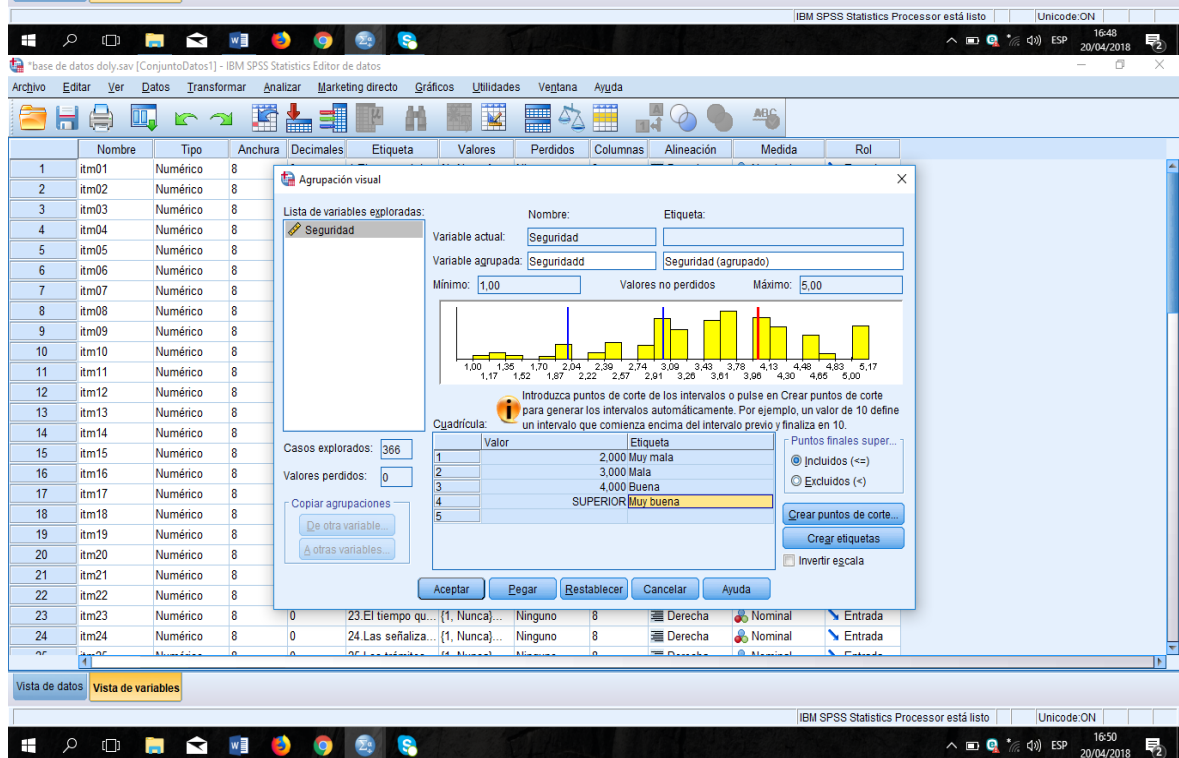 IBM SPSS Statistics Processor está listo Unicode:ON
ESP 16:48
20/04/2018
*base de datos doly.sav [ConjuntoDatos1] - IBM SPSS Statistics Editor de datos
Archivo Editar Ver Datos Transformar Analizar Marketing directo Gráficos Utilidades Ventana Ayuda
Nombre Tipo Anchura Decimales Etiqueta Valores Perdidos Columnas Alineación Medida Rol
1 itm01 Numérico 8
2 itm02 Numérico 8
3 itm03 Numérico 8
4 itm04 Numérico 8
5 itm05 Numérico 8
6 itm06 Numérico 8
7 itm07 Numérico 8
8 itm08 Numérico 8
9 itm09 Numérico 8
10 itm10 Numérico 8
11 itm11 Numérico 8
12 itm12 Numérico 8
13 itm13 Numérico 8
14 itm14 Numérico 8
15 itm15 Numérico 8
16 itm16 Numérico 8
17 itm17 Numérico 8
18 itm18 Numérico 8
19 itm19 Numérico 8
20 itm20 Numérico 8
21 itm21 Numérico 8
22 itm22 Numérico 8
23 itm23 Numérico 8 0 23.El tiempo qu... {1, Nunca}... Ninguno 8 Derecha Nominal Entrada
24 itm24 Numérico 8 0 24.Las señaliza... {1, Nunca}... Ninguno 8 Derecha Nominal Entrada
Agrupación visual
Lista de variables exploradas:
Seguridad
Nombre: Etiqueta:
Variable actual: Seguridad
Variable agrupada: Seguridadd Seguridad (agrupado)
Mínimo: 1,00 Valores no perdidos Máximo: 5,00
1,00 1,35 1,70 2,04 2,39 2,74 3,09 3,43 3,78 4,13 4,48 4,83 5,17
1,17 1,52 1,87 2,22 2,57 2,91 3,26 3,61 3,96 4,30 4,65 5,00
Introduzca puntos de corte de los intervalos o pulse en Crear puntos de corte
para generar los intervalos automáticamente. Por ejemplo, un valor de 10 define
un intervalo que comienza encima del intervalo previo y finaliza en 10.
Cuadrícula:
Valor Etiqueta
1 2,000 Muy mala
2 3,000 Mala
3 4,000 Buena
4 SUPERIOR Muy buena
5
Puntos finales super...
Incluidos (<=)
Excluidos (<)
Crear puntos de corte...
Crear etiquetas
Invertir escala
Casos explorados: 366
Valores perdidos: 0
Copiar agrupaciones
De otra variable...
A otras variables...
Aceptar Pegar Restablecer Cancelar Ayuda
Vista de datos Vista de variables
IBM SPSS Statistics Processor está listo Unicode:ON
ESP 16:50
20/04/2018